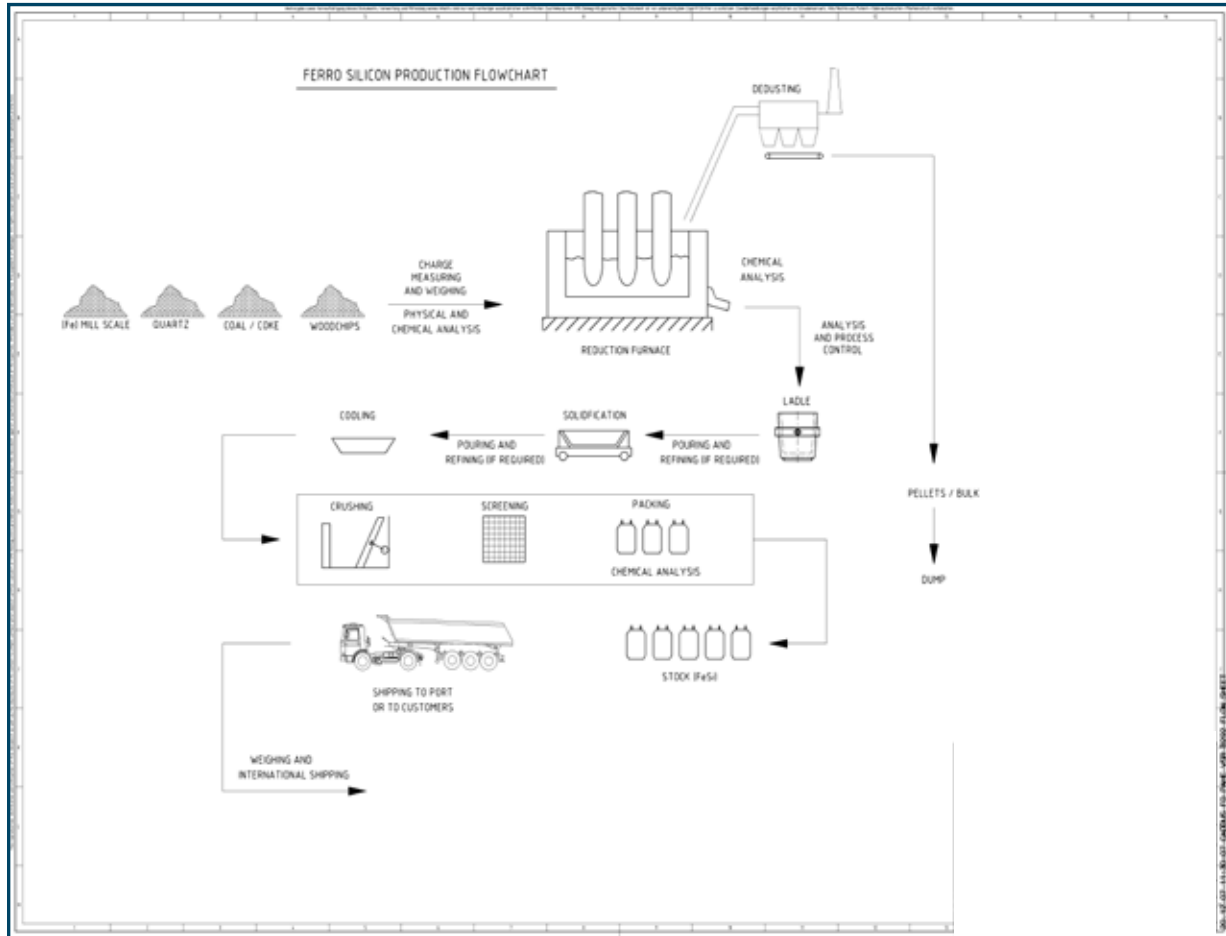 FERRO SILICON PRODUCTION FLOWCHART
DEDUSTING
CHARGE
MEASURING
AND WEIGHING
PHYSICAL AND
CHEMICAL ANALYSIS
CHEMICAL
ANALYSIS
(Fe) MILL SCALE
QUARTZ
COAL / COKE
WOODCHIPS
REDUCTION FURNACE
ANALYSIS
AND PROCESS
CONTROL
COOLING
SOLIDIFICATION
LADLE
POURING AND
REFINING (IF REQUIRED)
POURING AND
REFINING (IF REQUIRED)
PELLETS / BULK
CRUSHING
SCREENING
PACKING
CHEMICAL ANALYSIS
DUMP
STOCK (FeSi)
SHIPPING TO PORT
OR TO CUSTOMERS
WEIGHING AND
INTERNATIONAL SHIPPING